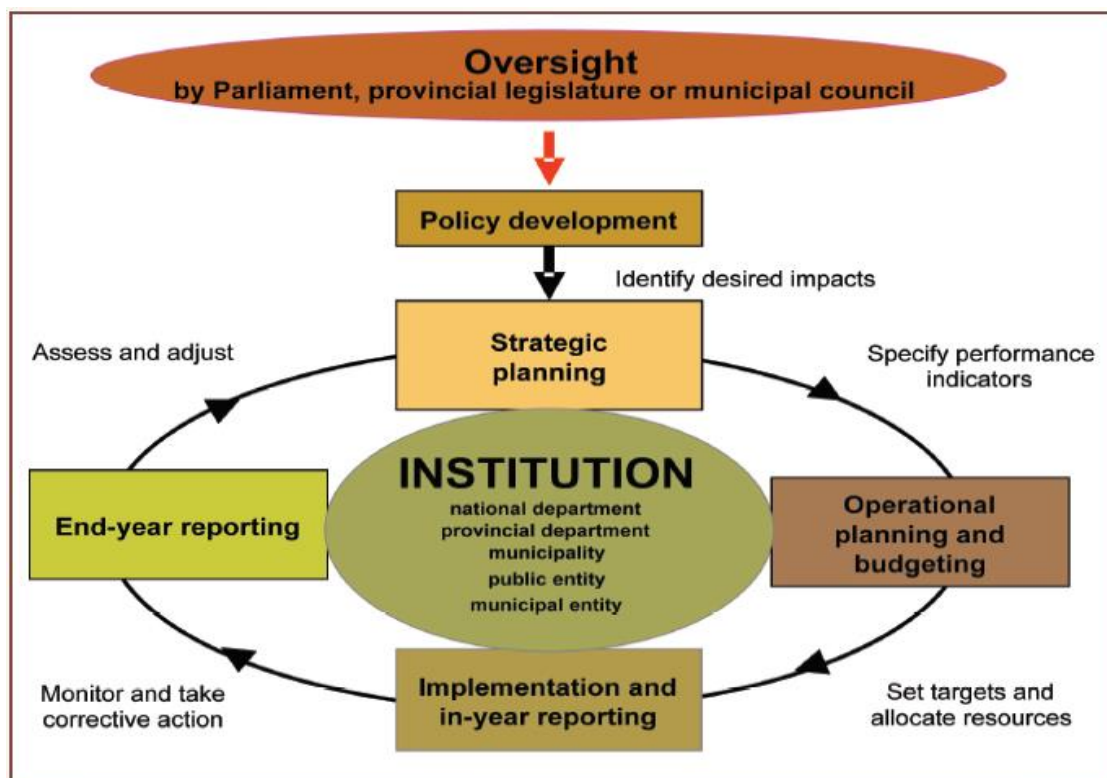 Oversight
by Parliament, provincial legislature or municipal council
Policy development
Identify desired impacts
Strategic
planning
Assess and adjust
Specify performance
indicators
INSTITUTION
national department
provincial department
municipality
public entity
municipal entity
End-year reporting
Operational
planning and
budgeting
Implementation and
in-year reporting
Monitor and take
corrective action
Set targets and
allocate resources